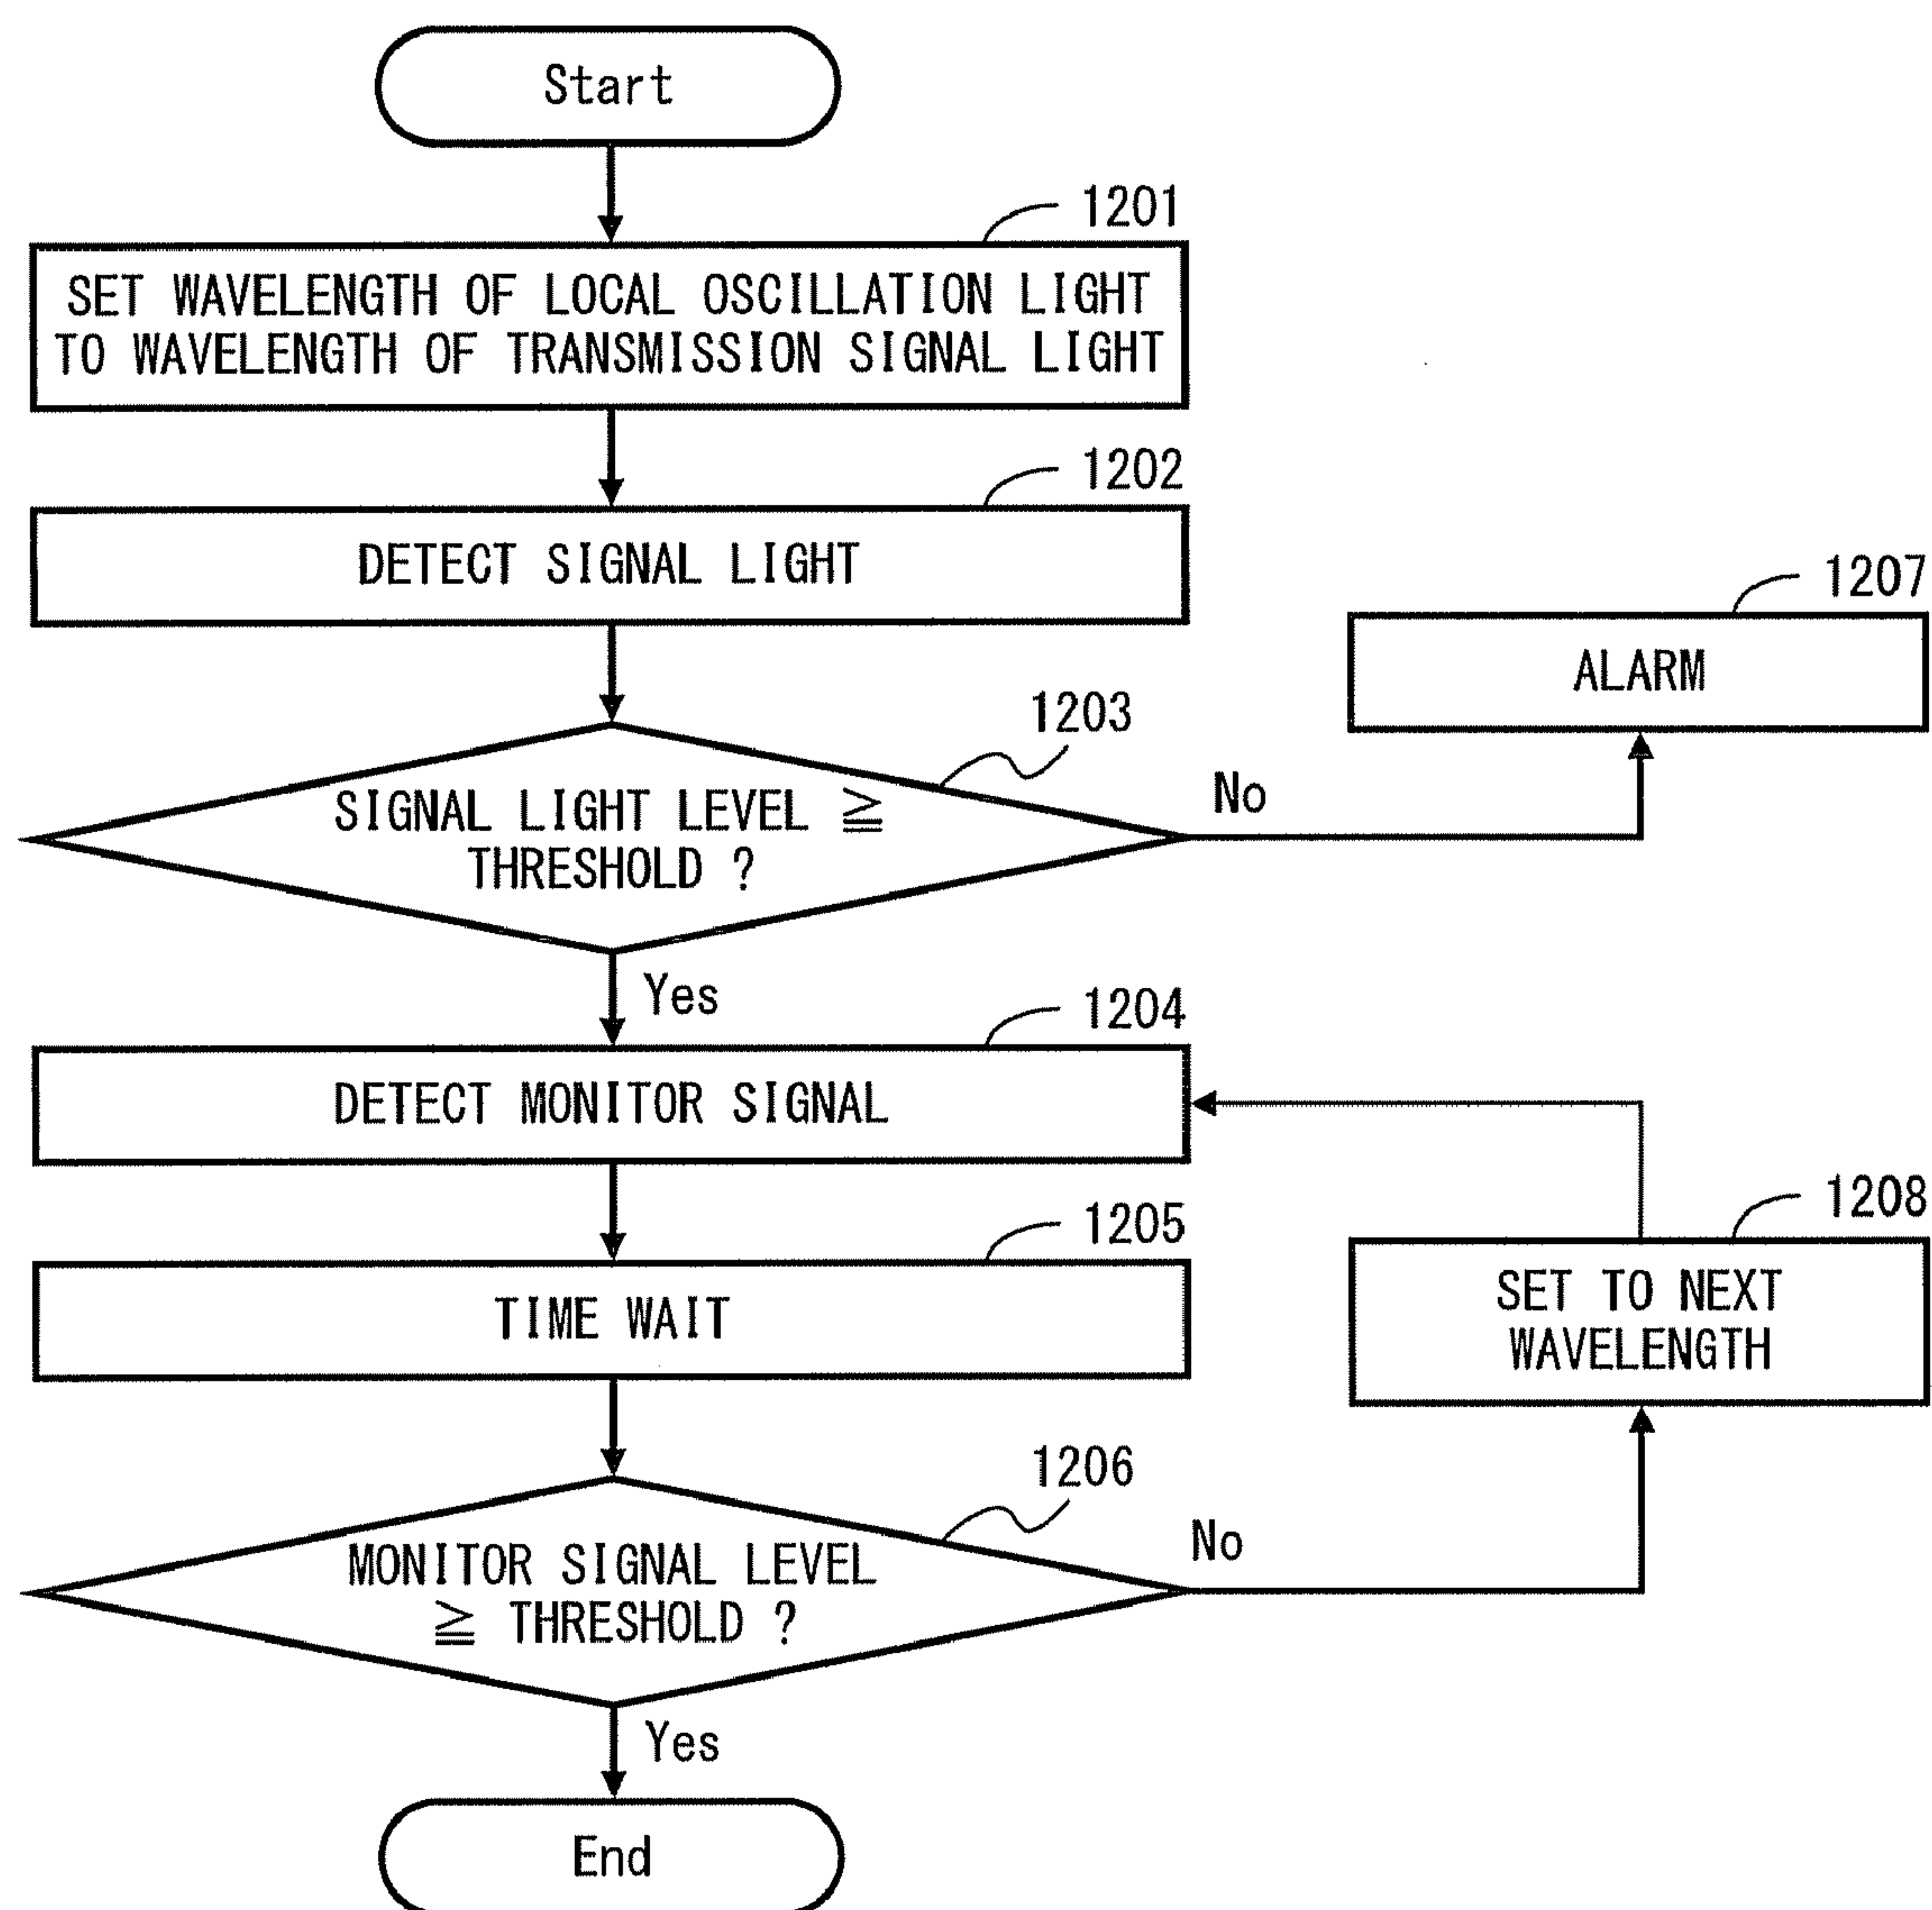 Start
1201
SET WAVELENGTH OF LOCAL OSCILLATION LIGHT
TO WAVELENGTH OF TRANSMISSION SIGNAL LIGHT
1202
DETECT SIGNAL LIGHT
1207
ALARM
1203
SIGNAL LIGHT LEVEL ≧
THRESHOLD ?
No
Yes
1204
DETECT MONITOR SIGNAL
1205
TIME WAIT
1208
SET TO NEXT
WAVELENGTH
1206
MONITOR SIGNAL LEVEL
≧ THRESHOLD ?
No
Yes
End